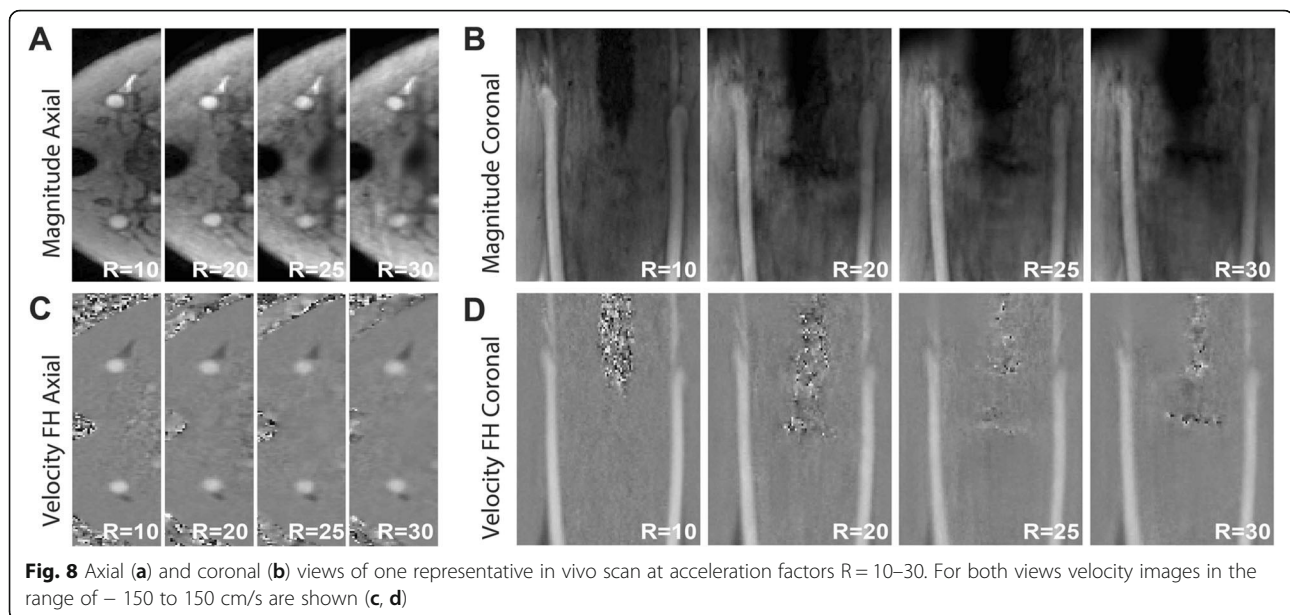 A
Magnitude Axial
R=10
R=20
R=25
R=30
B
Magnitude Coronal
R=10
R=20
R=25
R=30
C
Velocity FH Axial
R=10
R=20
R=25
R=30
D
Velocity FH Coronal
R=10
R=20
R=25
R=30
Fig. 8 Axial (a) and coronal (b) views of one representative in vivo scan at acceleration factors R = 10–30. For both views velocity images in the
range of − 150 to 150 cm/s are shown (c, d)